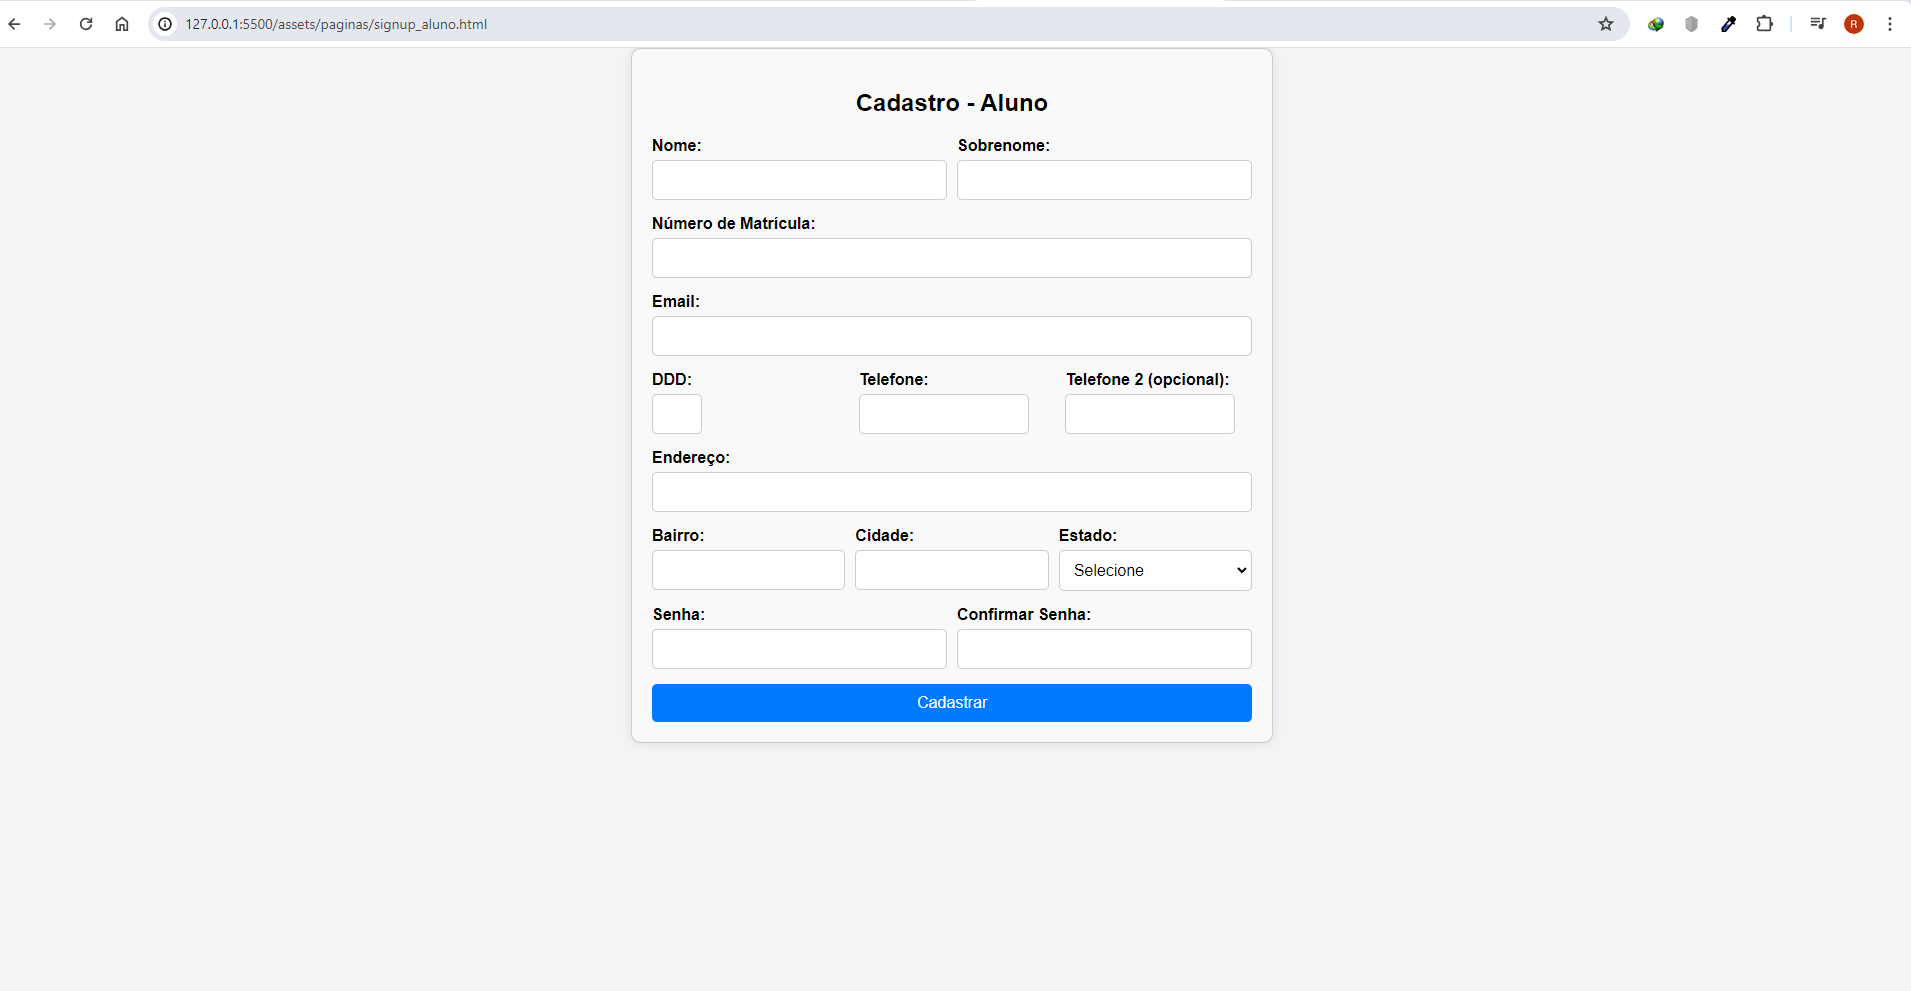 127.0.0.1:5500/assets/paginas/signup_aluno.html
R
Cadastro - Aluno
Nome: Sobrenome:
Número de Matrícula:
Email:
DDD: Telefone: Telefone 2 (opcional):
Endereço:
Bairro: Cidade: Estado:
Selecione
Senha: Confirmar Senha:
Cadastrar